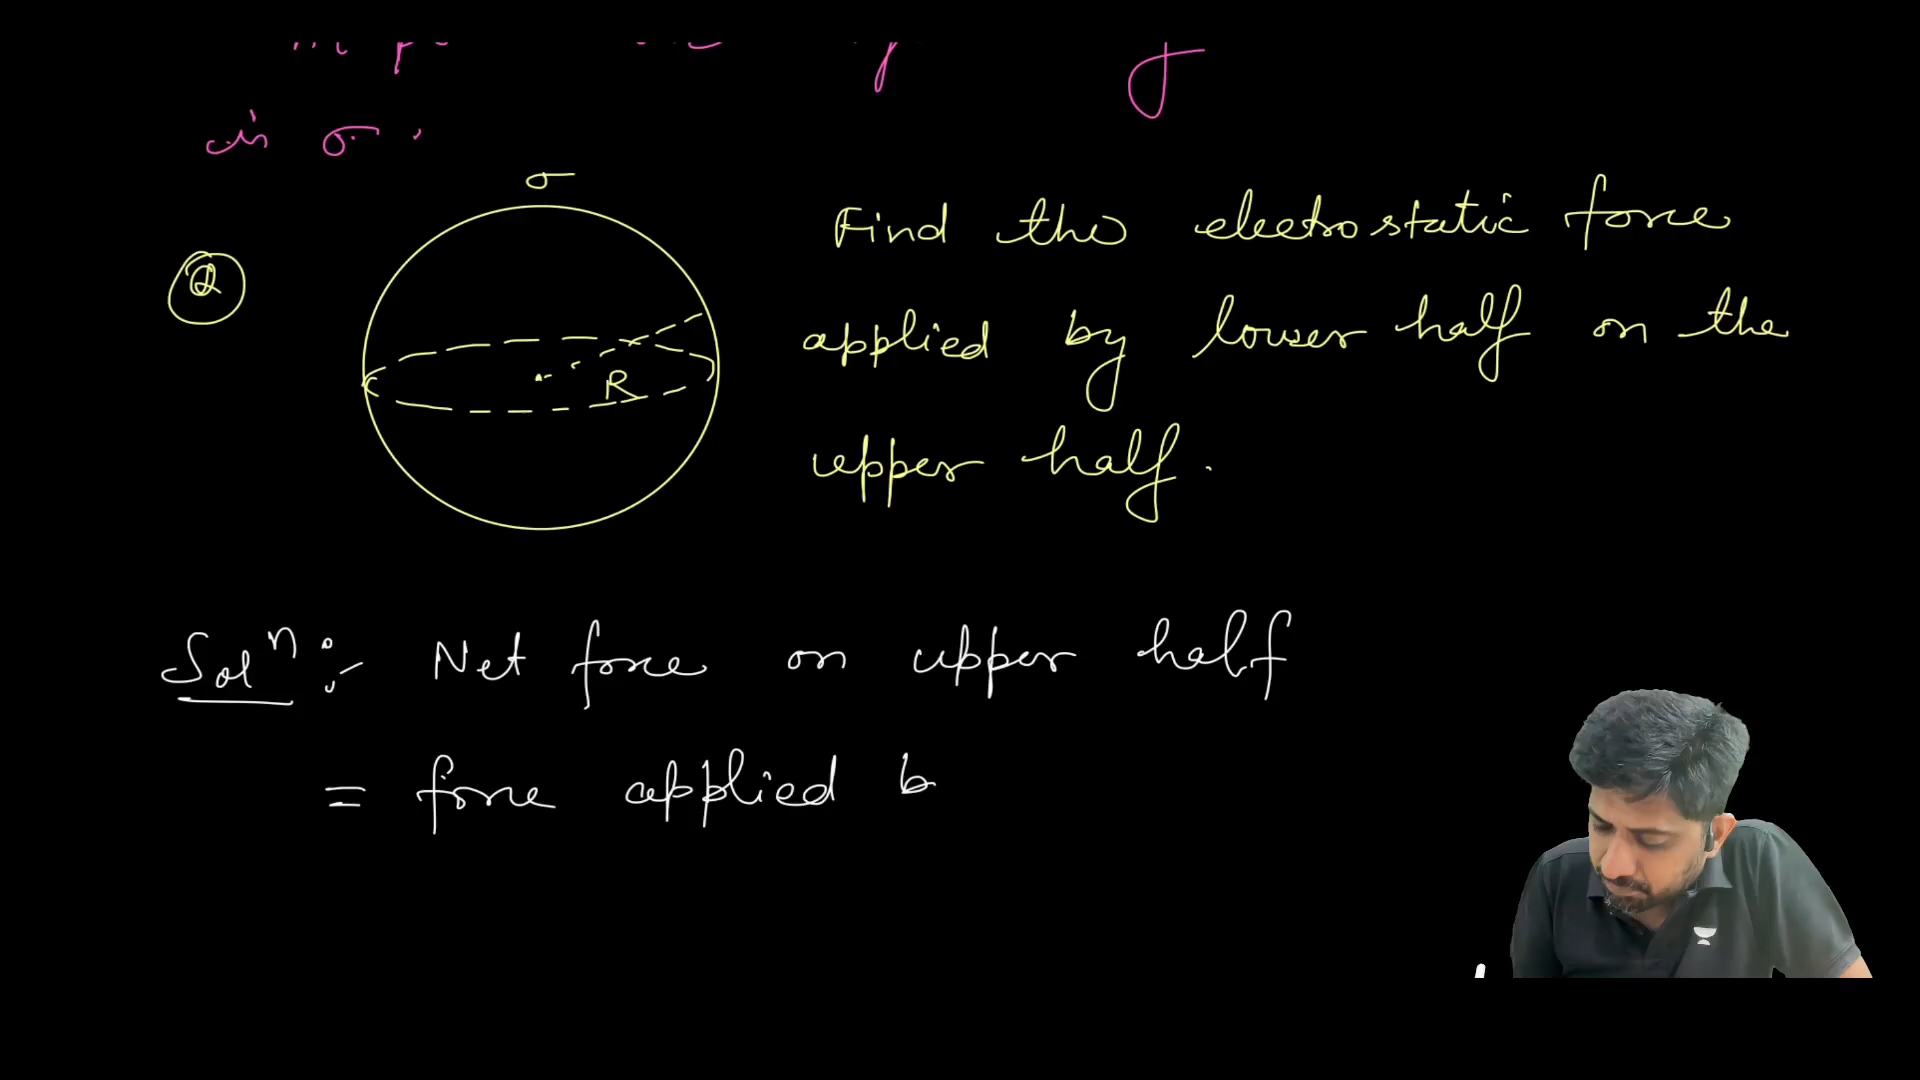 is σ.
σ
Q
Find the electrostatic force
applied by lower half on the
upper half.
R
Solⁿ:- Net force on upper half
= force applied b